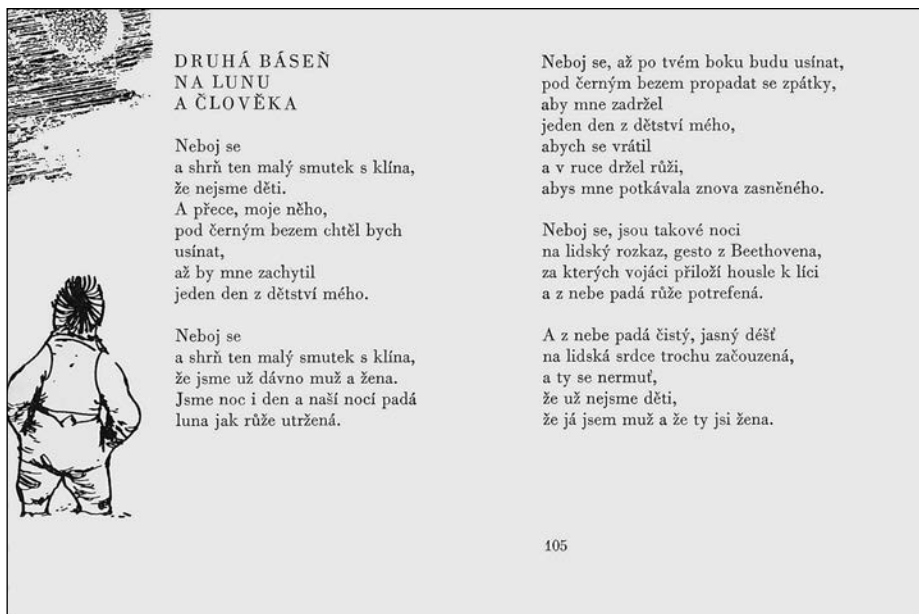 DRUHÁ BÁSEŇ
NA LUNU
A ČLOVĚKA
Neboj se
a shrň ten malý smutek s klína,
že nejsme děti.
A přece, moje něho,
pod černým bezem chtěl bych
usínat,
až by mne zachytil
jeden den z dětství mého.
Neboj se
a shrň ten malý smutek s klína,
že jsme už dávno muž a žena.
Jsme noc i den a naší nocí padá
luna jak růže utržená.
Neboj se, až po tvém boku budu usínat,
pod černým bezem propadat se zpátky,
aby mne zadržel
jeden den z dětství mého,
abych se vrátil
a v ruce držel růži,
abys mne potkávala znova zasněného.
Neboj se, jsou takové noci
na lidský rozkaz, gesto z Beethovena,
za kterých vojáci přiloží housle k líci
a z nebe padá růže potrefená.
A z nebe padá čistý, jasný déšť
na lidská srdce trochu začouzená,
a ty se nermuť,
že už nejsme děti,
že já jsem muž a že ty jsi žena.
105